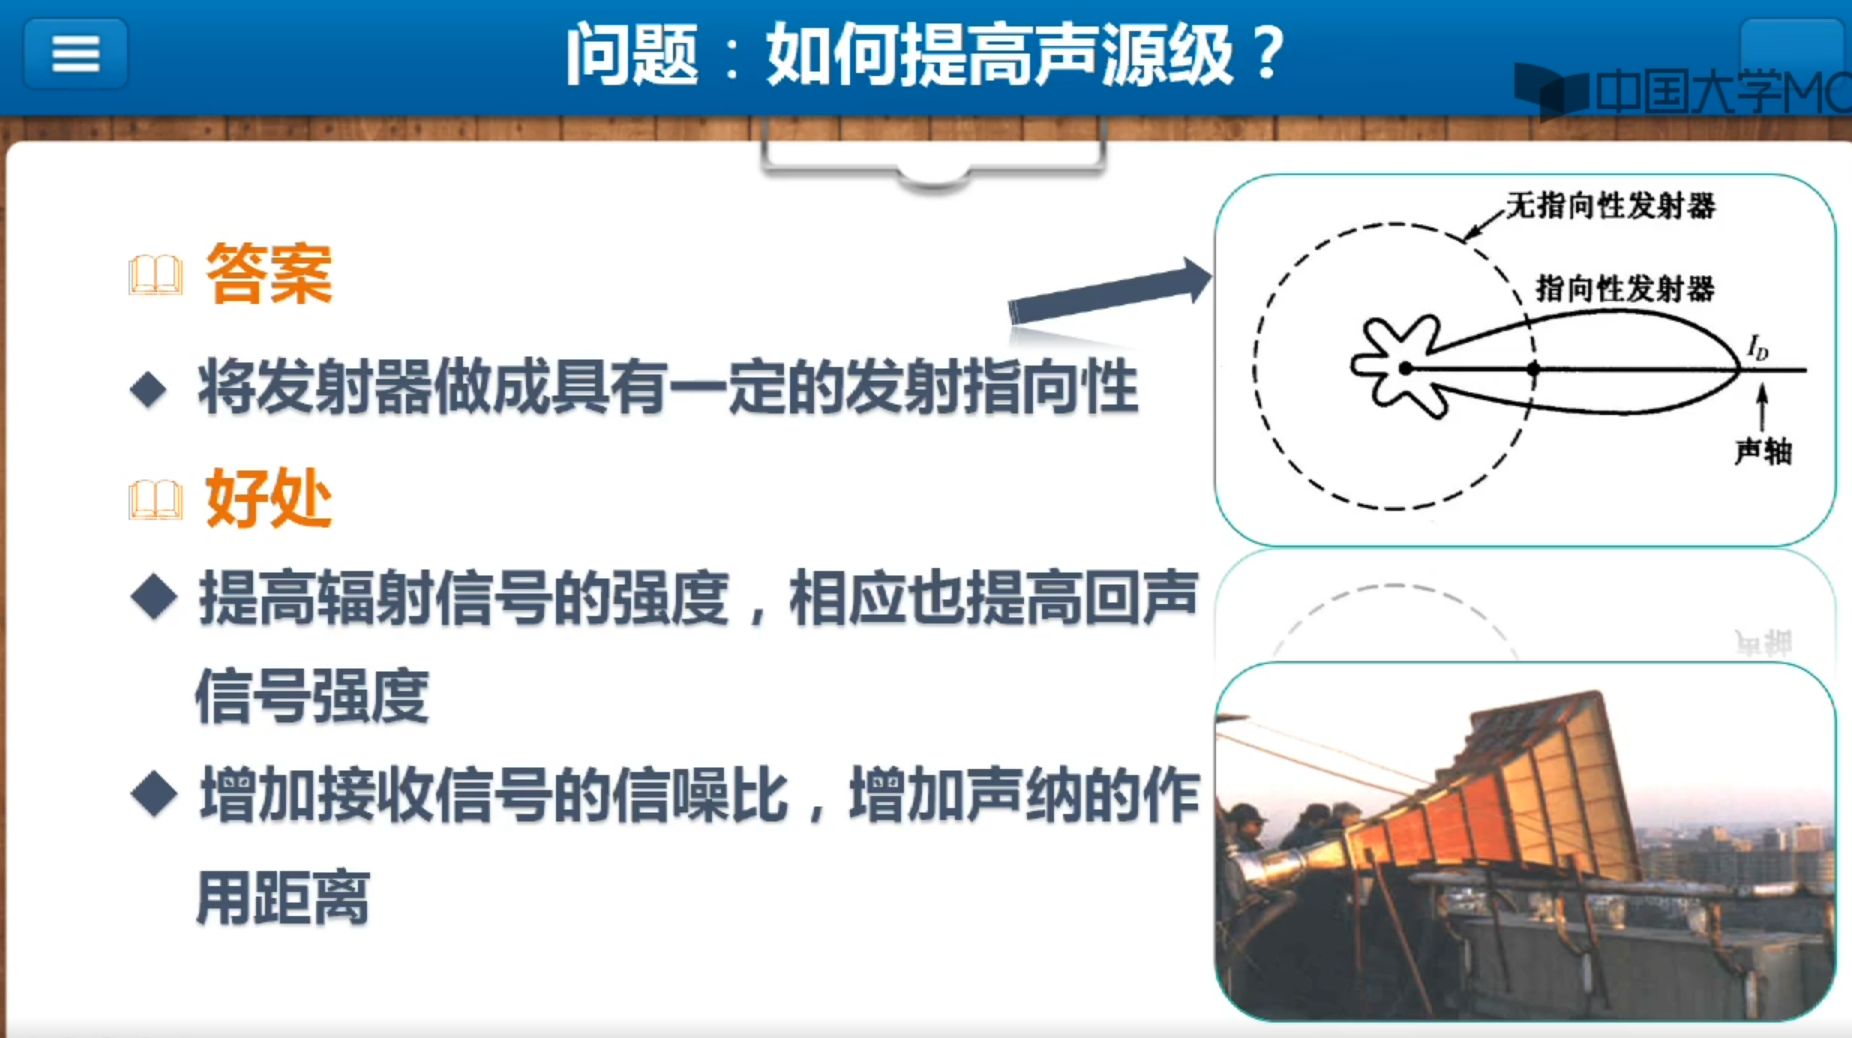 问题：如何提高声源级？
中国大学MO
答案
将发射器做成具有一定的发射指向性
好处
提高辐射信号的强度，相应也提高回声
信号强度
增加接收信号的信噪比，增加声纳的作
用距离
无指向性发射器
指向性发射器
I_D
声轴
声轴